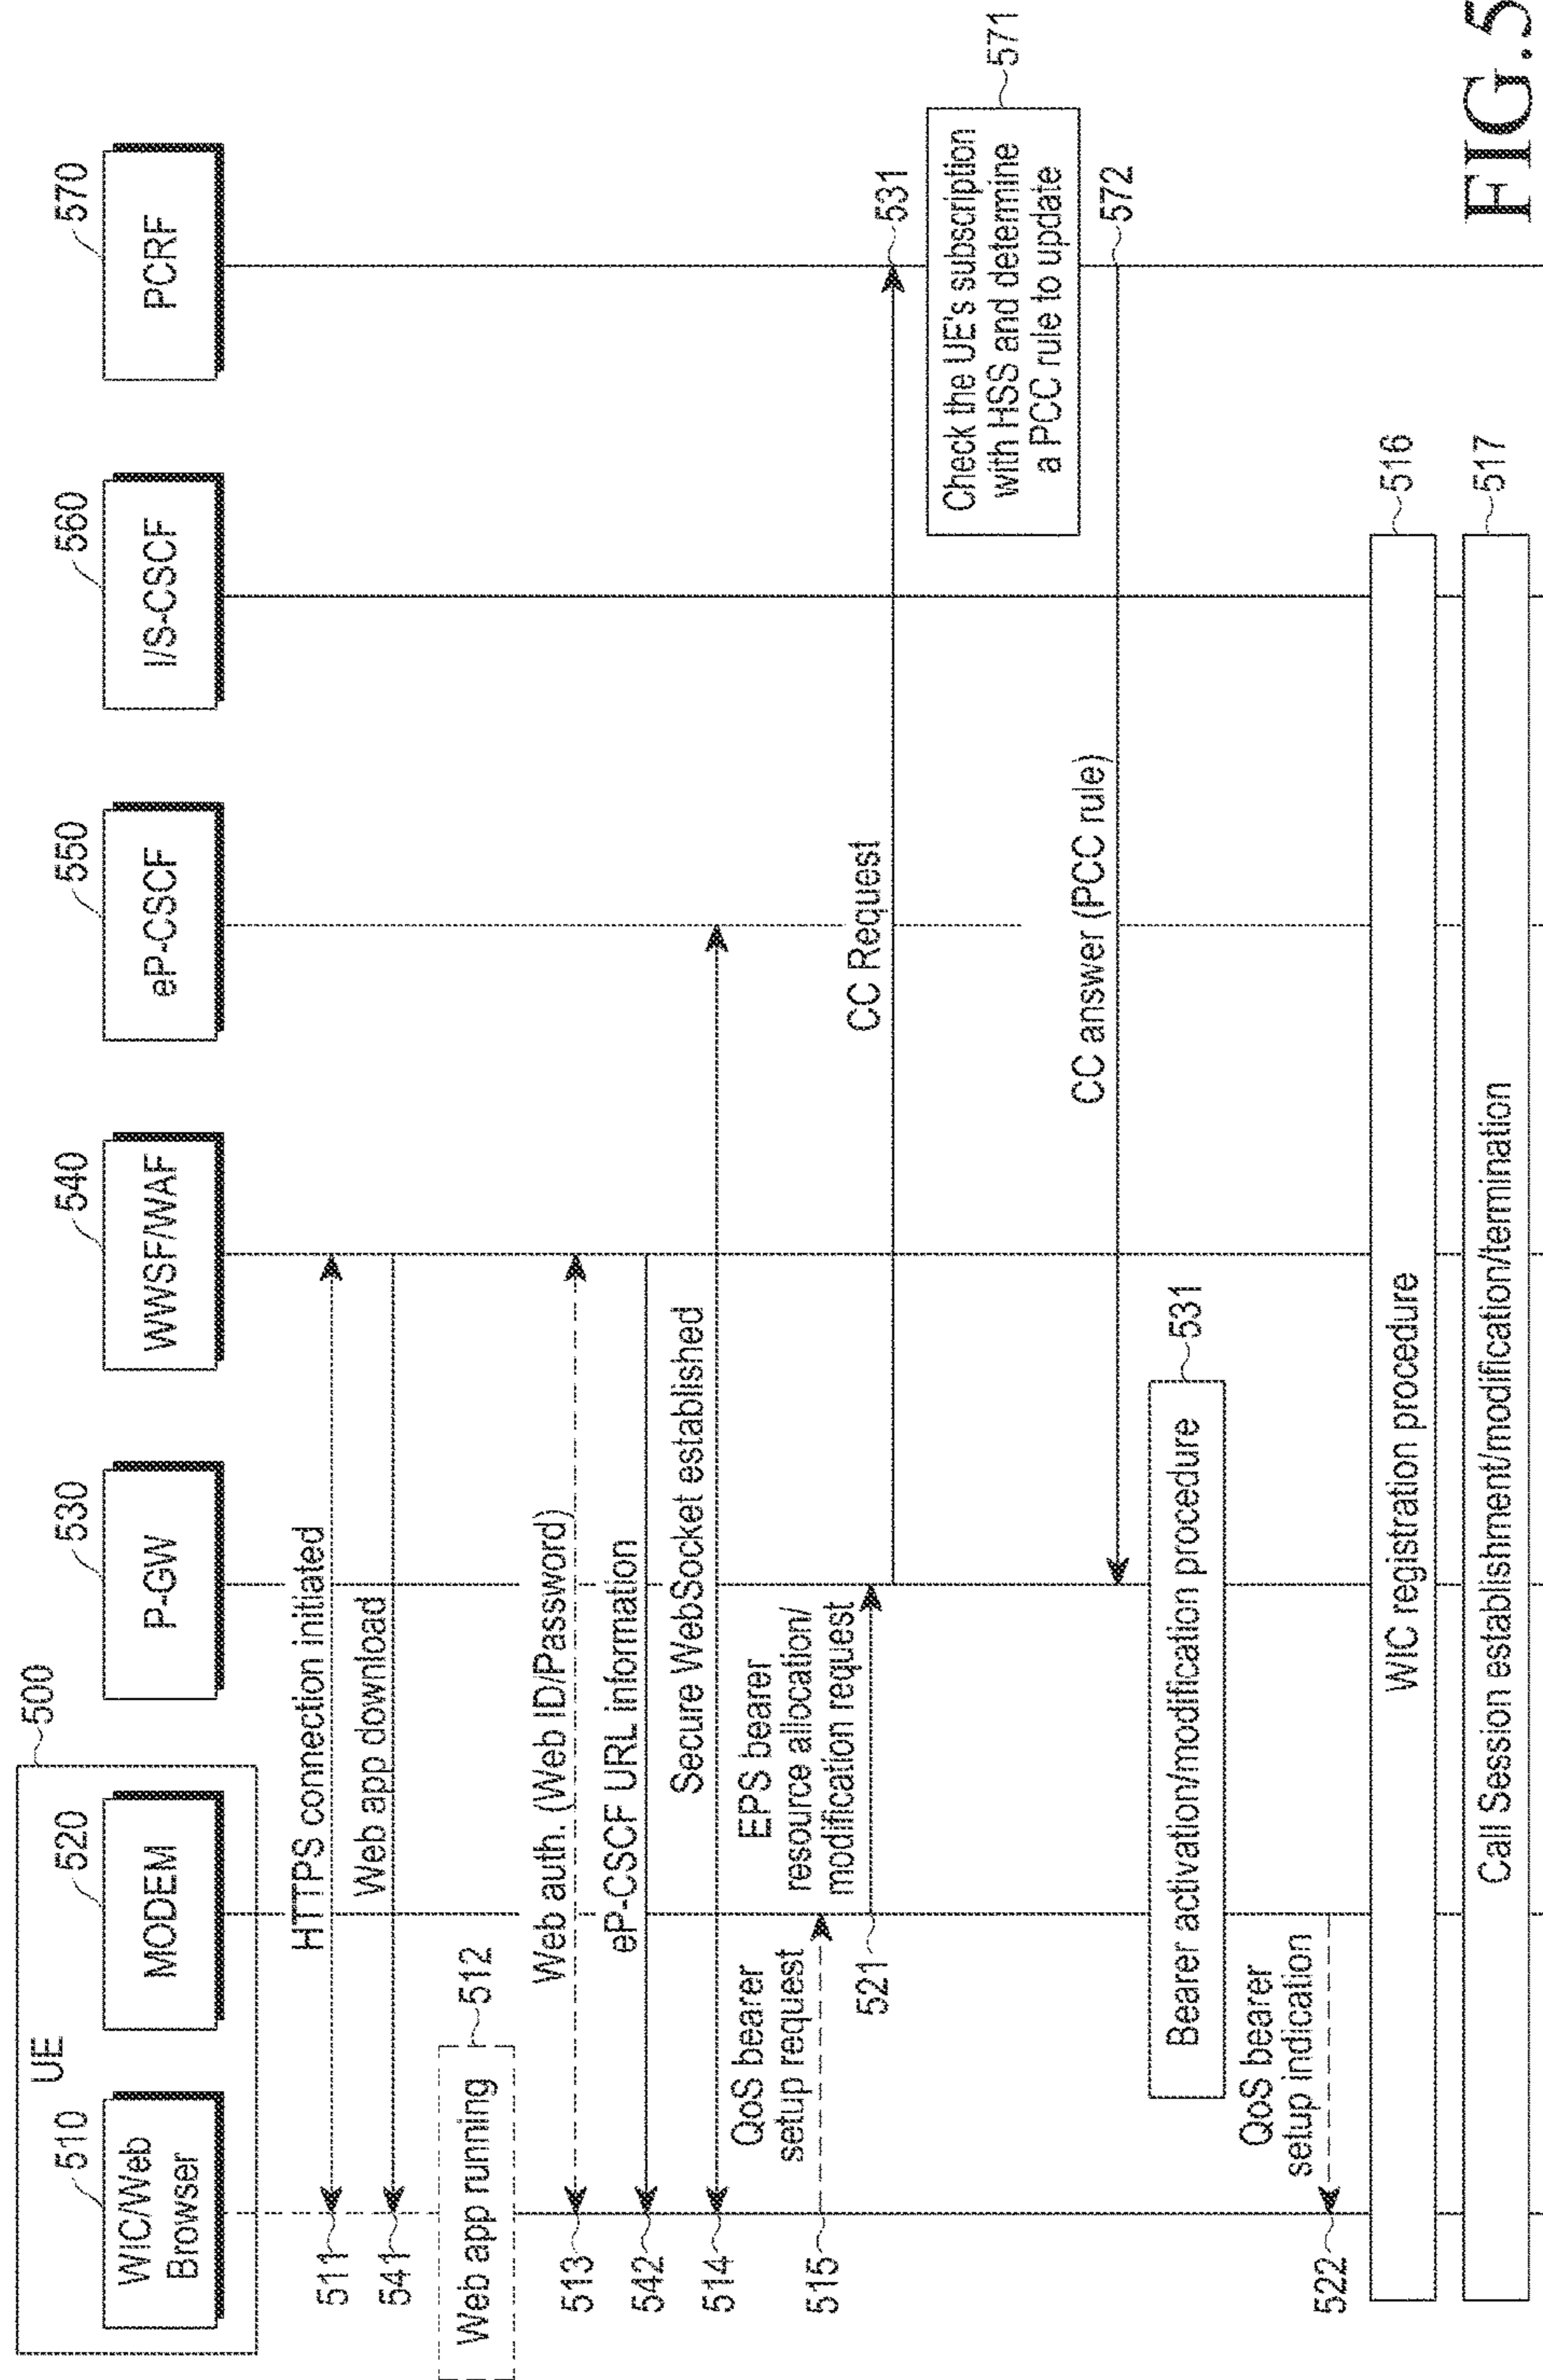 500
UE
510
WIC/Web
Browser
520
MODEM
530
P-GW
540
WWSF/WAF
550
eP-CSCF
560
I/S-CSCF
570
PCRF
511
HTTPS connection initiated
541
Web app download
Web app running
512
513
Web auth. (Web ID/Password)
542
eP-CSCF URL information
514
Secure WebSocket established
515
QoS bearer
setup request
521
EPS bearer
resource allocation/
modification request
CC Request
531
Check the UE's subscription
with HSS and determine
a PCC rule to update
571
CC answer (PCC rule)
572
Bearer activation/modification procedure
531
522
QoS bearer
setup indication
WIC registration procedure
516
Call Session establishment/modification/termination
517
FIG.5